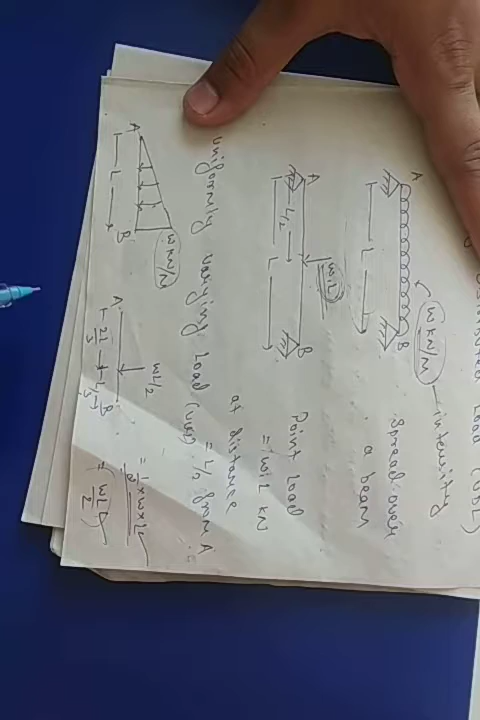 Load (UDL)
A
B
w kN/M
intensity
Spread over
a beam
L
w.L
A
B
L/2
L
Point Load
= w.L kN
at distance
= L/2 from A
Uniformly Varying Load (UVL)
A
B
w kN/M
L
wL/2
A
B
2L/3
L/3
= 1/2 × w × L
= (wL/2)